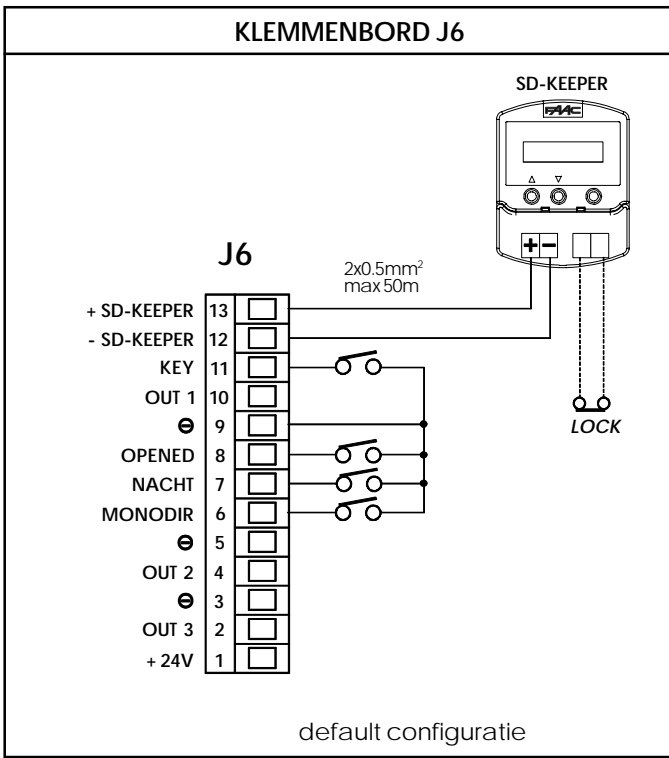 KLEMMENBORD J6
SD-KEEPER
FAAC
+ −
J6
2x0.5mm²
max 50m
+ SD-KEEPER 13
- SD-KEEPER 12
KEY 11
OUT 1 10
⊖ 9
OPENED 8
NACHT 7
MONODIR 6
⊖ 5
OUT 2 4
⊖ 3
OUT 3 2
+ 24V 1
LOCK
default configuratie